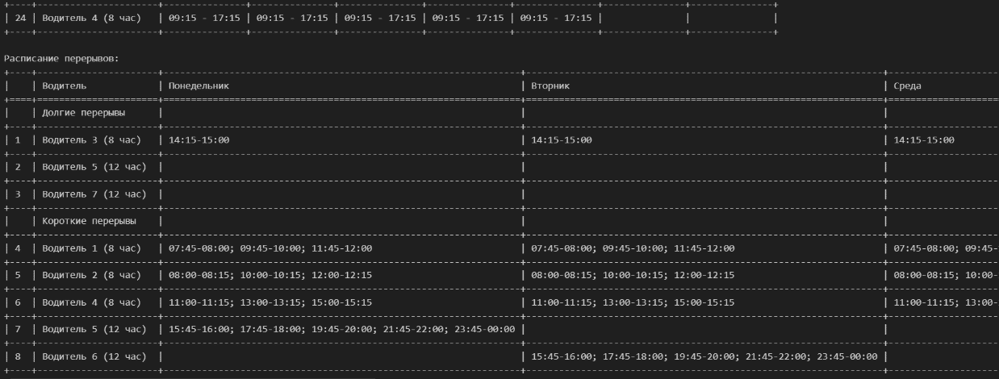 24 Водитель 4 (8 час) 09:15 - 17:15 09:15 - 17:15 09:15 - 17:15 09:15 - 17:15 09:15 - 17:15
Расписание перерывов:
Водитель Понедельник Вторник Среда
Долгие перерывы
1 Водитель 3 (8 час) 14:15-15:00 14:15-15:00 14:15-15:00
2 Водитель 5 (12 час)
3 Водитель 7 (12 час)
Короткие перерывы
4 Водитель 1 (8 час) 07:45-08:00; 09:45-10:00; 11:45-12:00 07:45-08:00; 09:45-10:00; 11:45-12:00 07:45-08:00; 09:45-
5 Водитель 2 (8 час) 08:00-08:15; 10:00-10:15; 12:00-12:15 08:00-08:15; 10:00-10:15; 12:00-12:15 08:00-08:15; 10:00-
6 Водитель 4 (8 час) 11:00-11:15; 13:00-13:15; 15:00-15:15 11:00-11:15; 13:00-13:15; 15:00-15:15 11:00-11:15; 13:00-
7 Водитель 5 (12 час) 15:45-16:00; 17:45-18:00; 19:45-20:00; 21:45-22:00; 23:45-00:00
8 Водитель 6 (12 час) 15:45-16:00; 17:45-18:00; 19:45-20:00; 21:45-22:00; 23:45-00:00